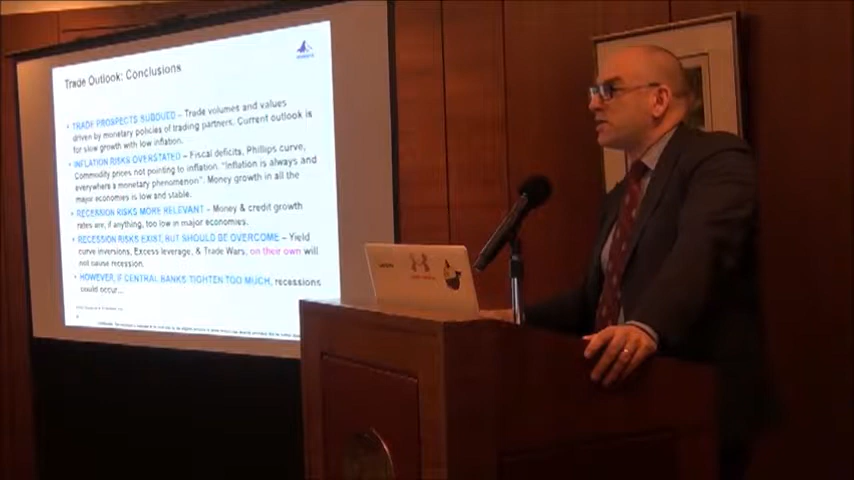 Trade Outlook: Conclusions
• TRADE PROSPECTS SUBDUED – Trade volumes and values
driven by monetary policies of trading partners. Current outlook is
for slow growth with low inflation.
• INFLATION RISKS OVERSTATED – Fiscal deficits, Phillips curve,
Commodity prices not pointing to inflation. "Inflation is always and
everywhere a monetary phenomenon". Money growth in all the
major economies is low and stable.
• RECESSION RISKS MORE RELEVANT – Money & credit growth
rates are, if anything, too low in major economies.
• RECESSION RISKS EXIST, BUT SHOULD BE OVERCOME – Yield
curve inversions, Excess leverage, & Trade Wars, on their own will
not cause recession.
• HOWEVER, IF CENTRAL BANKS TIGHTEN TOO MUCH, recessions
could occur...